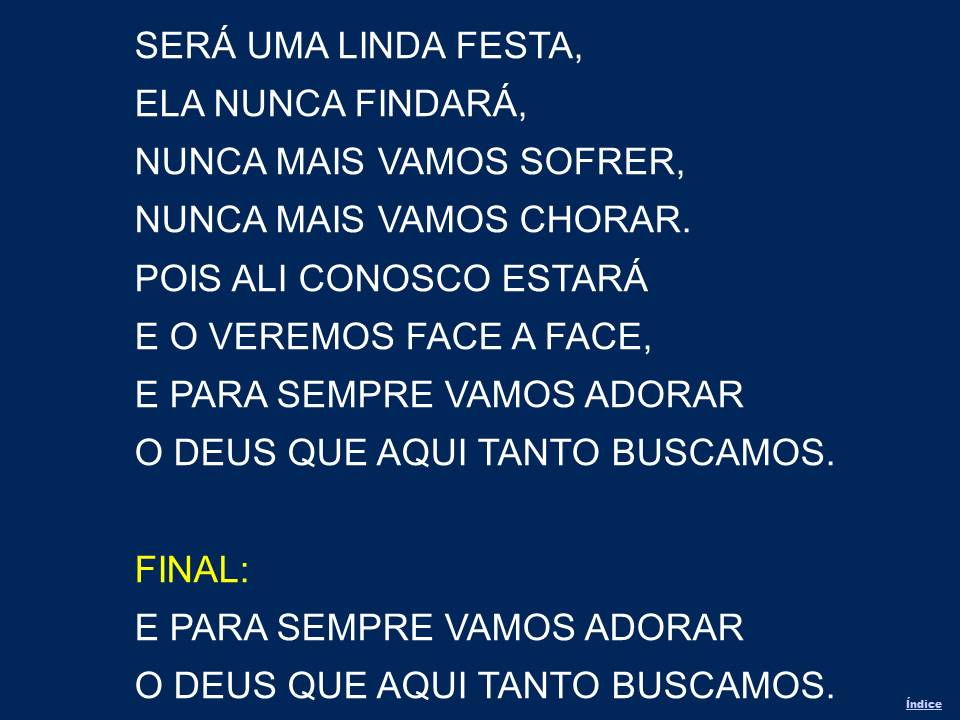 SERÁ UMA LINDA FESTA,
ELA NUNCA FINDARÁ,
NUNCA MAIS VAMOS SOFRER,
NUNCA MAIS VAMOS CHORAR.
POIS ALI CONOSCO ESTARÁ
E O VEREMOS FACE A FACE,
E PARA SEMPRE VAMOS ADORAR
O DEUS QUE AQUI TANTO BUSCAMOS.
FINAL:
E PARA SEMPRE VAMOS ADORAR
O DEUS QUE AQUI TANTO BUSCAMOS.
Índice